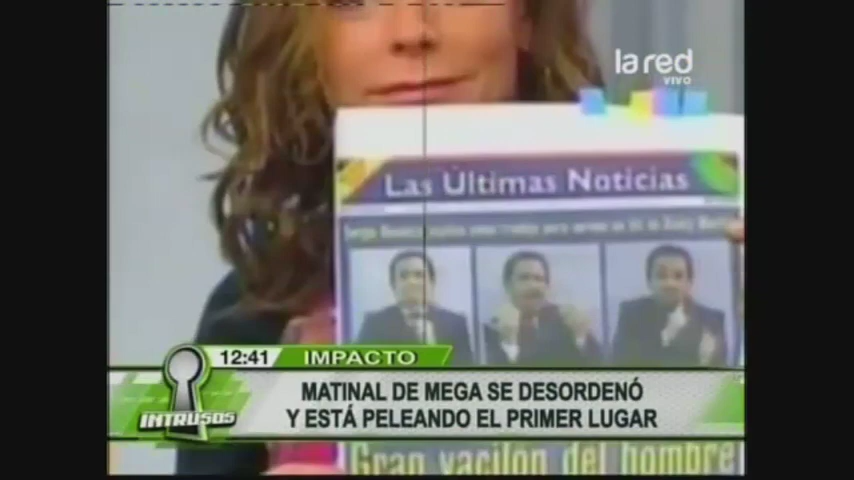 la red
VIVO
Las Últimas Noticias
12:41
IMPACTO
INTRUSOS
MATINAL DE MEGA SE DESORDENÓ
Y ESTÁ PELEANDO EL PRIMER LUGAR
Gran vacilón del hombre